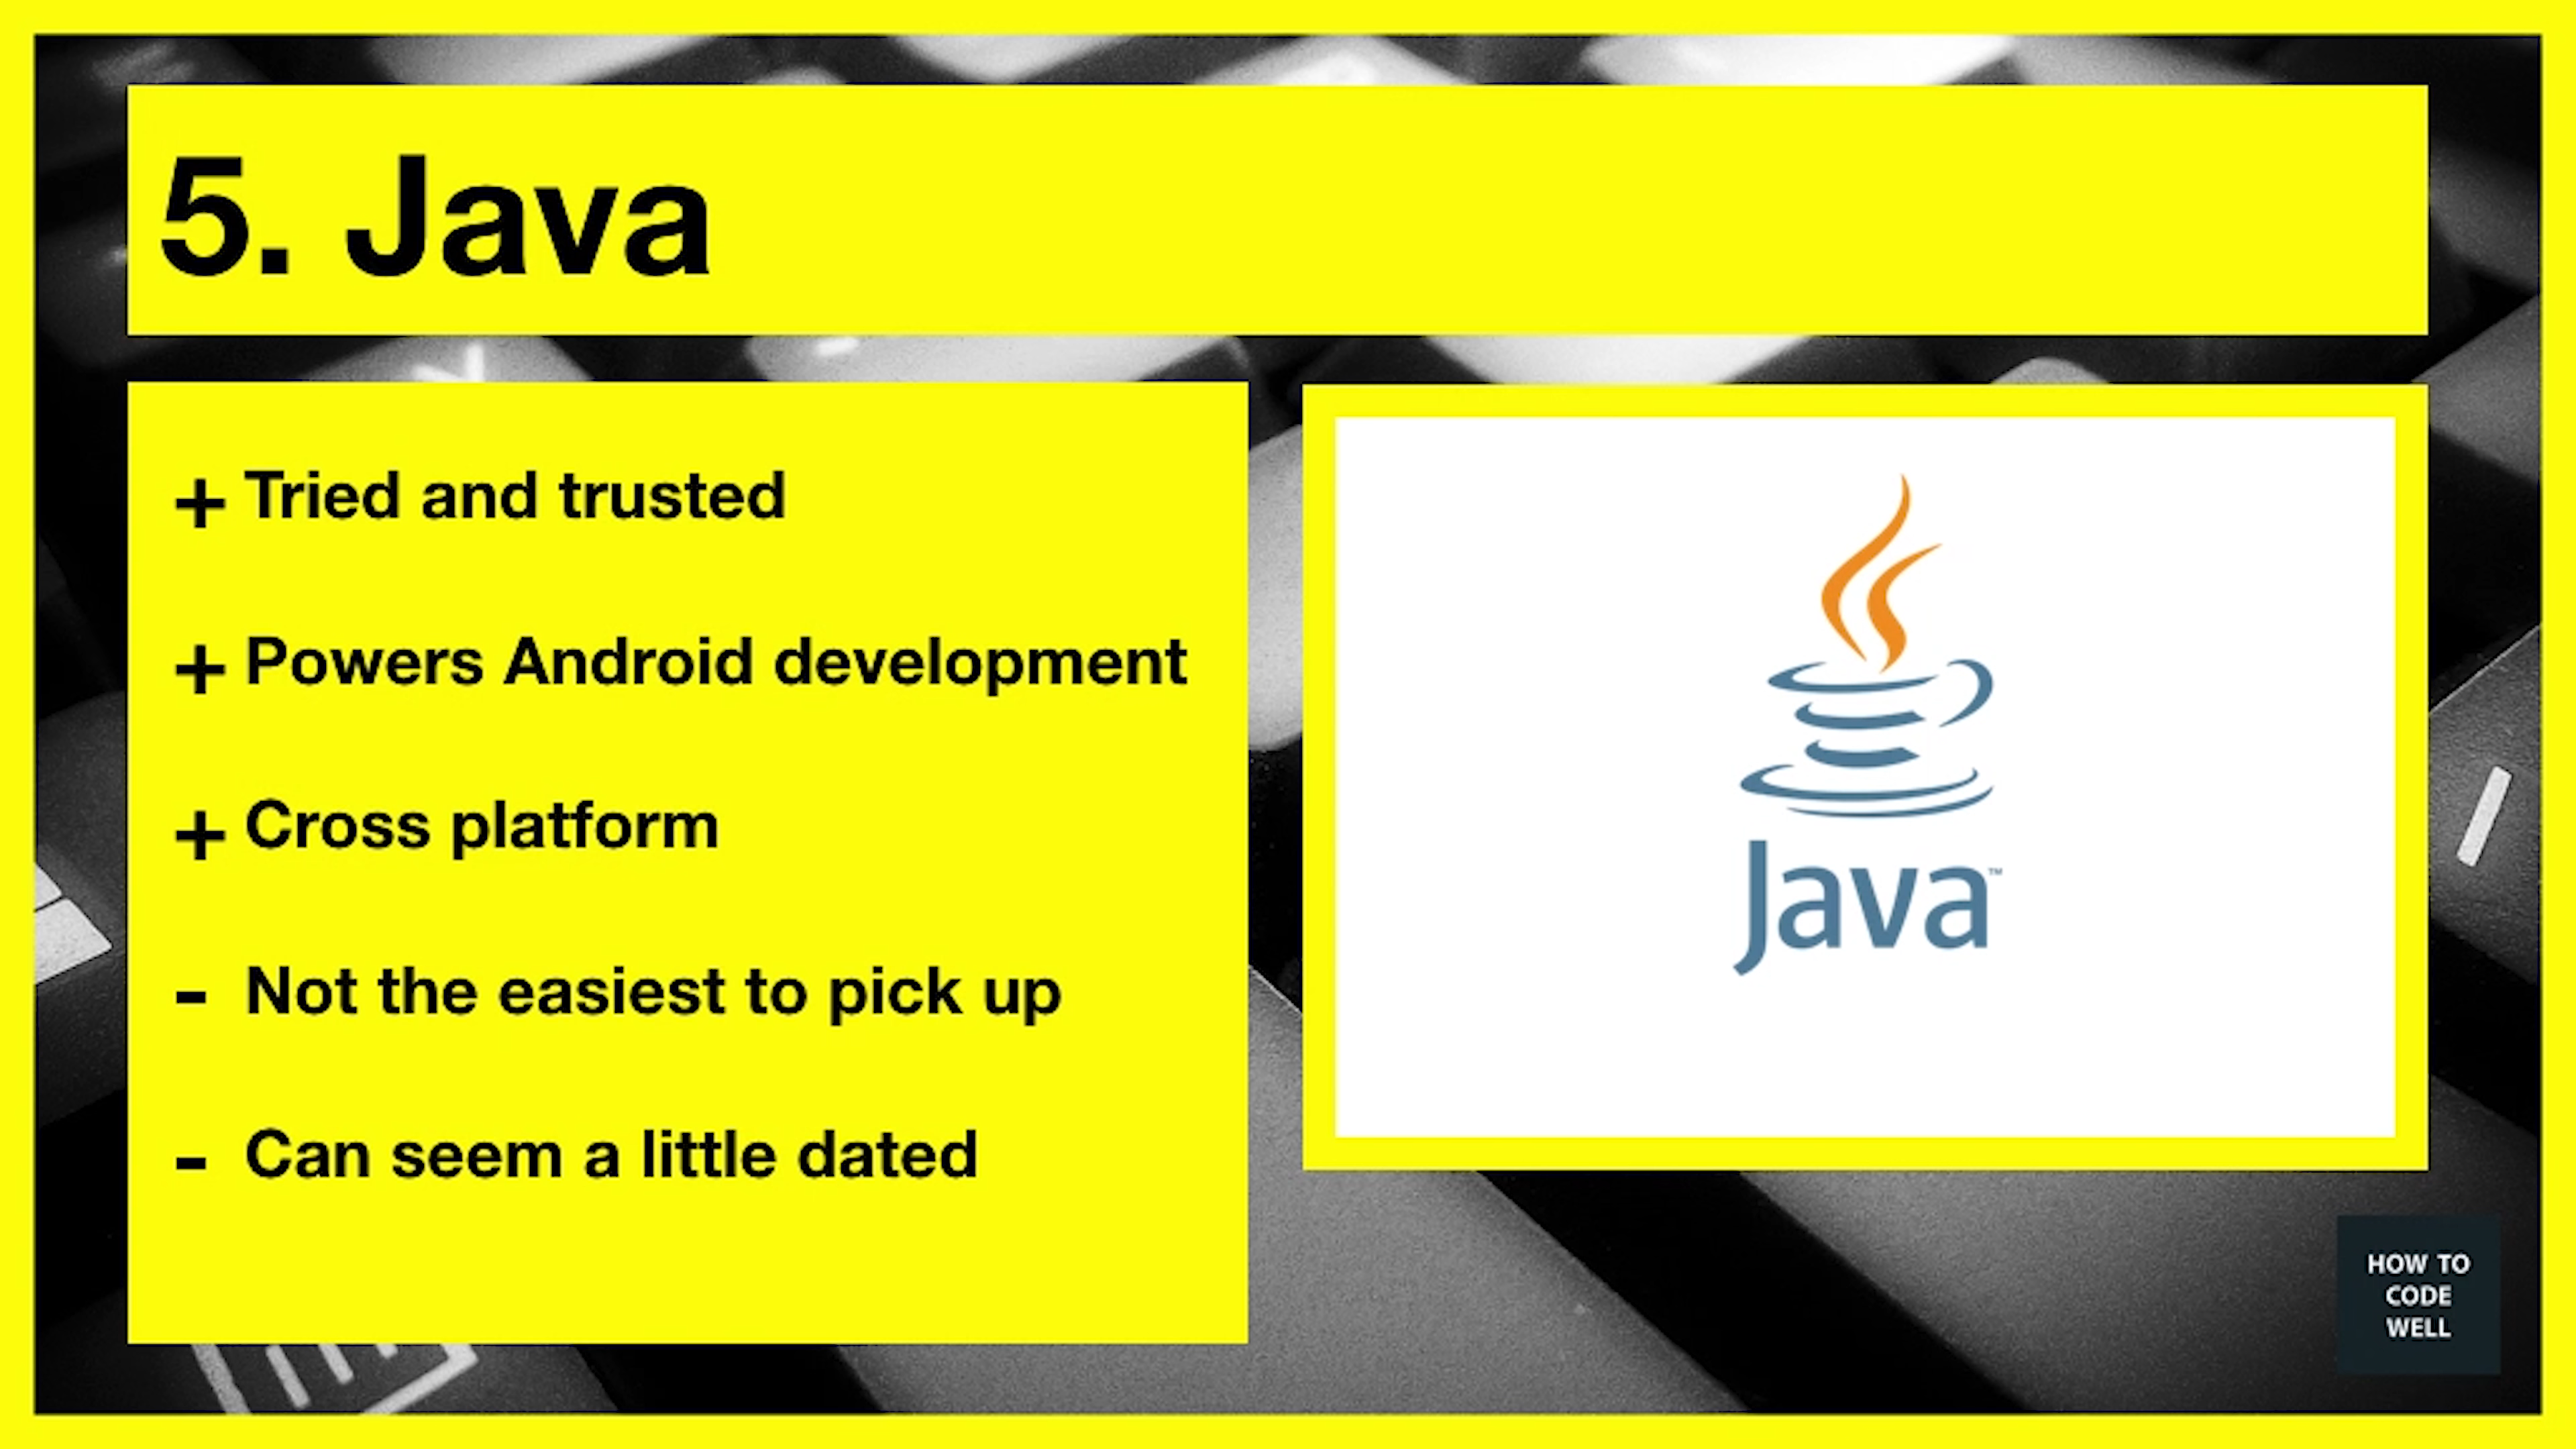 5. Java
+ Tried and trusted
+ Powers Android development
+ Cross platform
- Not the easiest to pick up
- Can seem a little dated
Java™
HOW TO
CODE
WELL